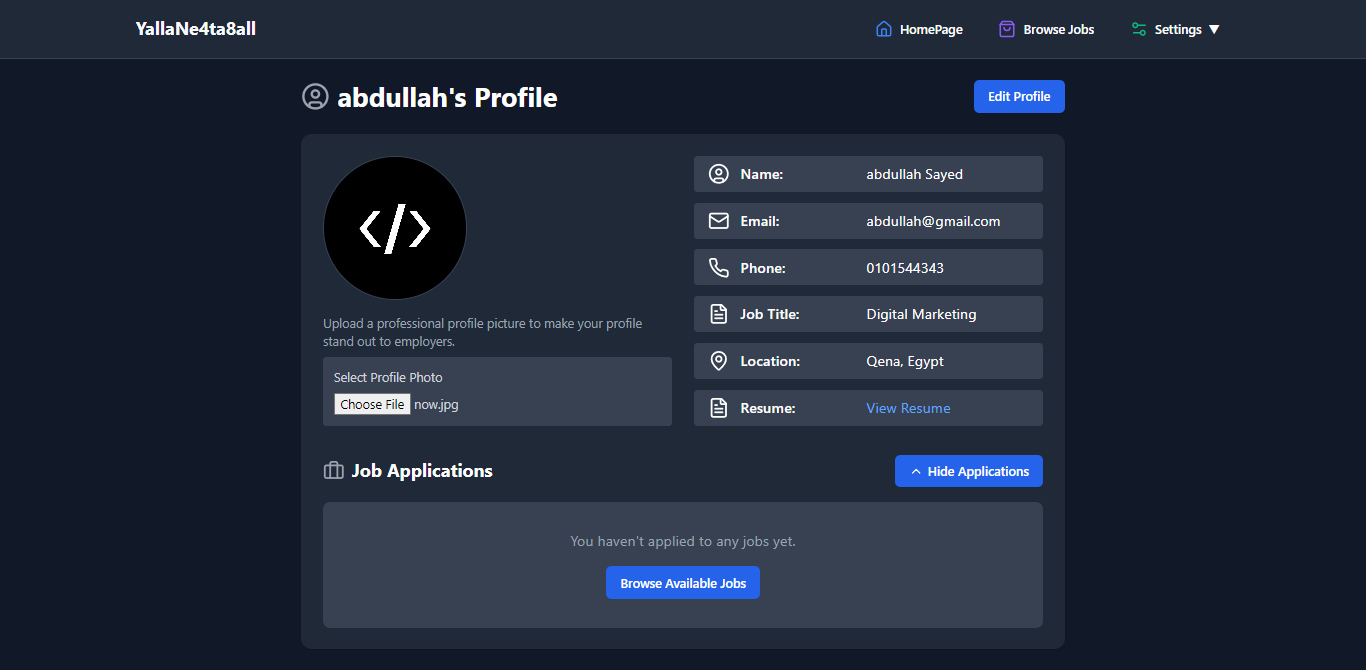 YallaNe4ta8all
HomePage
Browse Jobs
Settings ▼
abdullah's Profile
Edit Profile
</>
Upload a professional profile picture to make your profile
stand out to employers.
Select Profile Photo
Choose File now.jpg
Name: abdullah Sayed
Email: abdullah@gmail.com
Phone: 0101544343
Job Title: Digital Marketing
Location: Qena, Egypt
Resume: View Resume
Job Applications
Hide Applications
You haven't applied to any jobs yet.
Browse Available Jobs